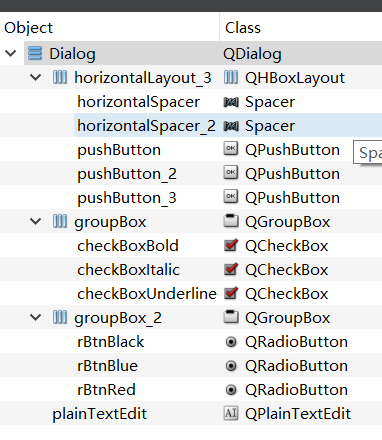 Object Class
Dialog QDialog
horizontalLayout_3 QHBoxLayout
horizontalSpacer Spacer
horizontalSpacer_2 Spacer
pushButton QPushButton
Spa
pushButton_2 QPushButton
pushButton_3 QPushButton
groupBox QGroupBox
checkBoxBold QCheckBox
checkBoxItalic QCheckBox
checkBoxUnderline QCheckBox
groupBox_2 QGroupBox
rBtnBlack QRadioButton
rBtnBlue QRadioButton
rBtnRed QRadioButton
plainTextEdit QPlainTextEdit